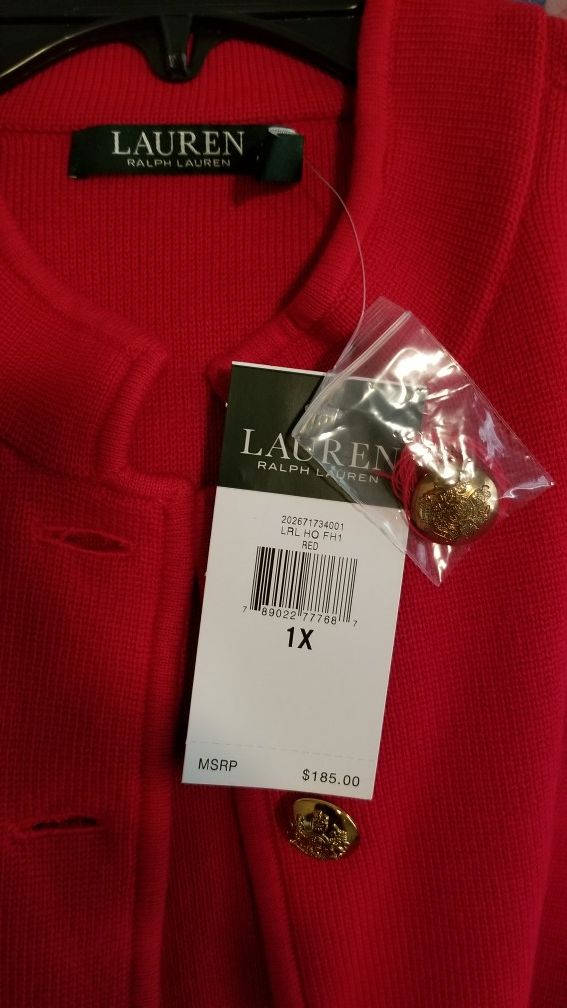 LAUREN
RALPH LAUREN
LAUREN
RALPH LAUREN
202671734001
LRL HO FH1
RED
7 89022 77768 7
1X
MSRP $185.00